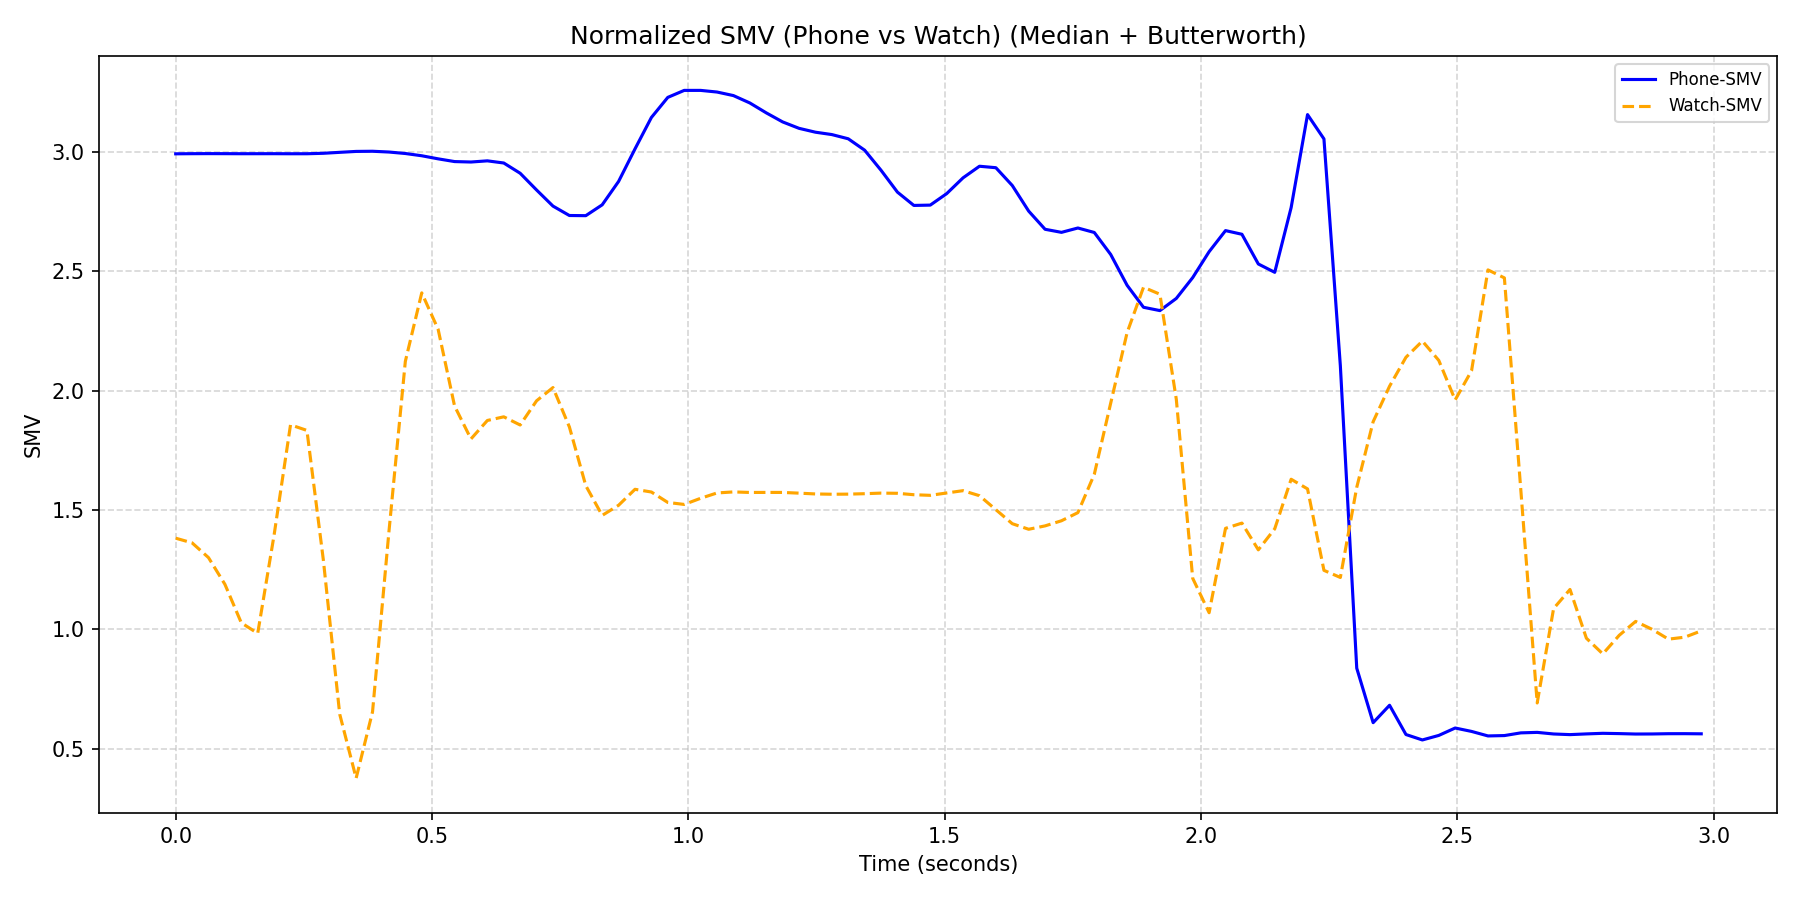 Normalized SMV (Phone vs Watch) (Median + Butterworth)
Phone-SMV
Watch-SMV
SMV
3.0
2.5
2.0
1.5
1.0
0.5
0.0 0.5 1.0 1.5 2.0 2.5 3.0
Time (seconds)